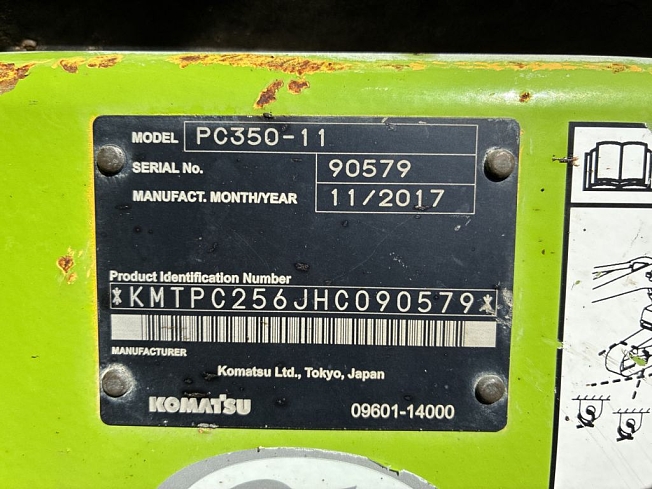 MODEL PC350-11
SERIAL No. 90579
MANUFACT. MONTH/YEAR 11/2017
Product Identification Number
*KMTPC256JHC090579*
MANUFACTURER
Komatsu Ltd., Tokyo, Japan
KOMATSU 09601-14000